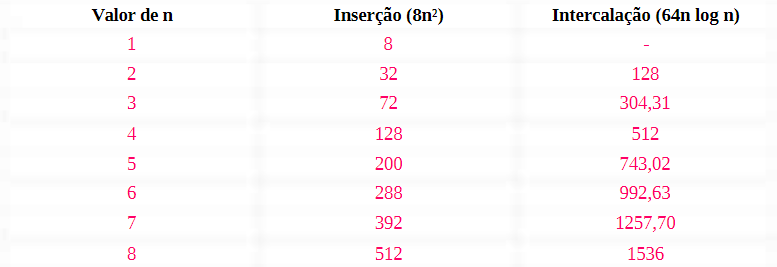 Valor de n Inserção (8n²) Intercalação (64n log n)
1 8 -
2 32 128
3 72 304,31
4 128 512
5 200 743,02
6 288 992,63
7 392 1257,70
8 512 1536